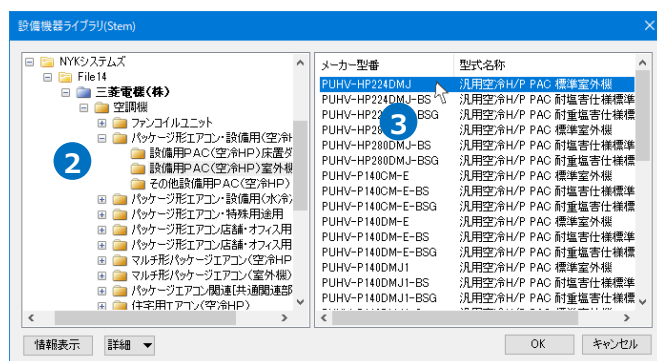 設備機器ライブラリ(Stem)
NYKシステムズ
File14
三菱電機(株)
空調機
ファンコイルユニット
パッケージ形エアコン・設備用(空冷H
設備用PAC(空冷HP)床置ダ
設備用PAC(空冷HP)室外機
その他設備用PAC(空冷HP)
パッケージ形エアコン・設備用(水冷
パッケージ形エアコン・特殊用途用
パッケージ形エアコン店舗・オフィス用
パッケージ形エアコン店舗・オフィス用
マルチ形パッケージエアコン(空冷HP
マルチ形パッケージエアコン(室外機)
パッケージエアコン関連[共通関連部
住宅用エアコン(空冷HP)
2
メーカー型番 型式名称
PUHV-HP224DMJ 汎用空冷H/P PAC 標準室外機
PUHV-HP224DMJ-BS 汎用空冷H/P PAC 耐塩害仕様標準
PUHV-HP22 BSG 汎用空冷H/P PAC 耐重塩害仕様標
3
PUHV-HP28 汎用空冷H/P PAC 標準室外機
PUHV-HP280DMJ-BS 汎用空冷H/P PAC 耐塩害仕様標準
PUHV-HP280DMJ-BSG 汎用空冷H/P PAC 耐重塩害仕様標
PUHV-P140CM-E 汎用空冷H/P PAC 標準室外機
PUHV-P140CM-E-BS 汎用空冷H/P PAC 耐塩害仕様標準
PUHV-P140CM-E-BSG 汎用空冷H/P PAC 耐重塩害仕様標
PUHV-P140DM-E 汎用空冷H/P PAC 標準室外機
PUHV-P140DM-E-BS 汎用空冷H/P PAC 耐塩害仕様標準
PUHV-P140DM-E-BSG 汎用空冷H/P PAC 耐重塩害仕様標
PUHV-P140DMJ1 汎用空冷H/P PAC 標準室外機
PUHV-P140DMJ1-BS 汎用空冷H/P PAC 耐塩害仕様標準
PUHV-P140DMJ1-BSG 汎用空冷H/P PAC 耐重塩害仕様標
情報表示 詳細 OK キャンセル